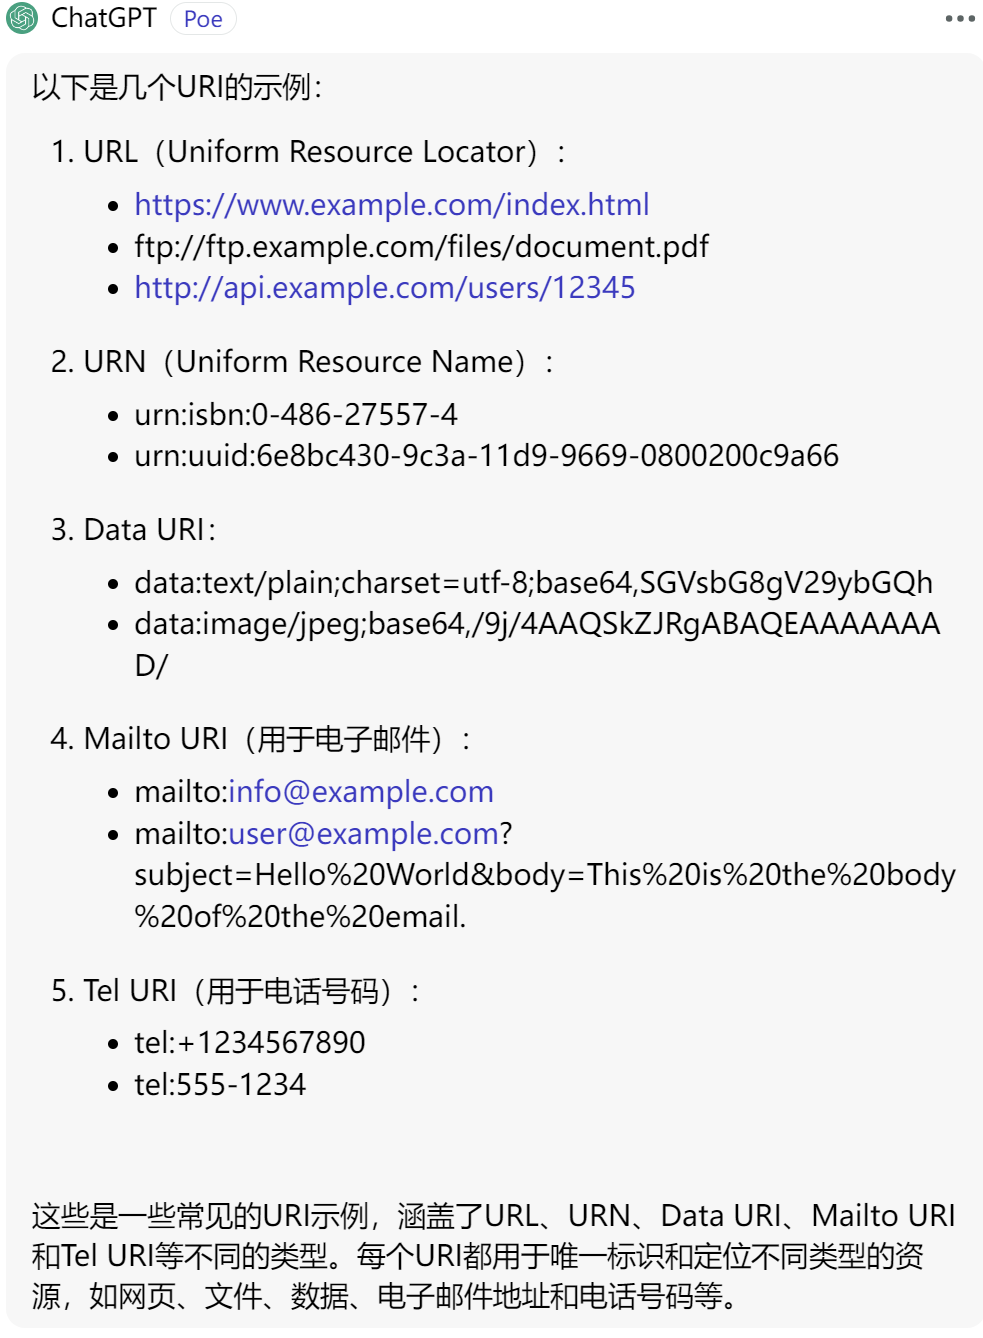 ChatGPT Poe
以下是几个URI的示例：
1. URL（Uniform Resource Locator）:
• https://www.example.com/index.html
• ftp://ftp.example.com/files/document.pdf
• http://api.example.com/users/12345
2. URN（Uniform Resource Name）:
• urn:isbn:0-486-27557-4
• urn:uuid:6e8bc430-9c3a-11d9-9669-0800200c9a66
3. Data URI：
• data:text/plain;charset=utf-8;base64,SGVsbG8gV29ybGQh
• data:image/jpeg;base64,/9j/4AAQSkZJRgABAQEAAAAAAA
D/
4. Mailto URI（用于电子邮件）:
• mailto:info@example.com
• mailto:user@example.com?
subject=Hello%20World&body=This%20is%20the%20body
%20of%20the%20email.
5. Tel URI（用于电话号码）:
• tel:+1234567890
• tel:555-1234
这些是一些常见的URI示例，涵盖了URL、URN、Data URI、Mailto URI
和Tel URI等不同的类型。每个URI都用于唯一标识和定位不同类型的资
源，如网页、文件、数据、电子邮件地址和电话号码等。